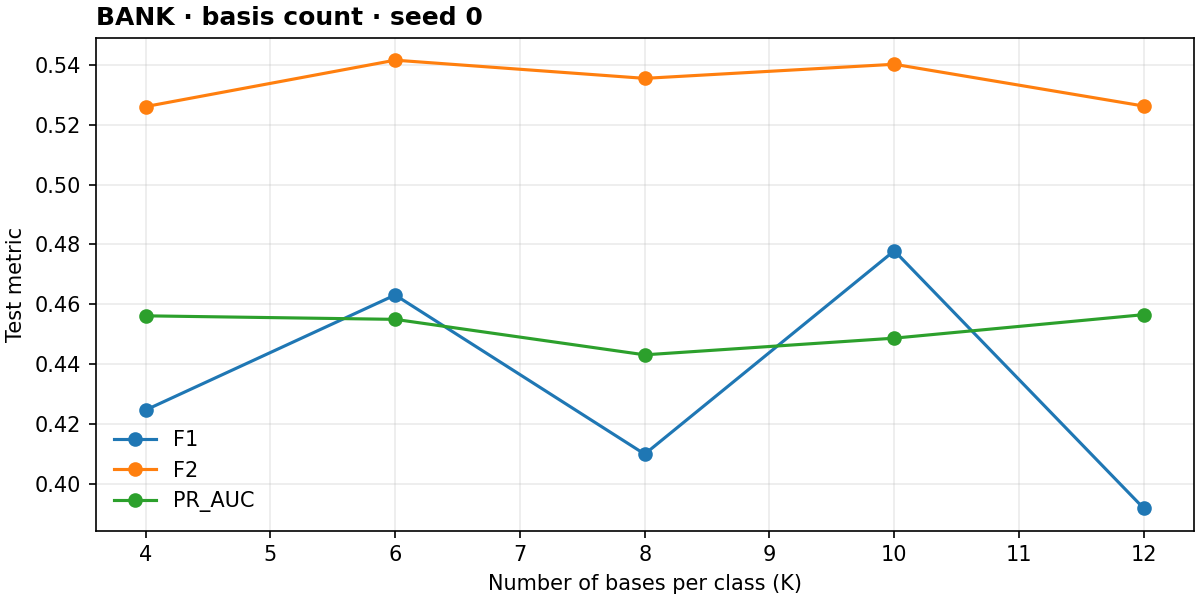 BANK · basis count · seed 0
Test metric
0.54
0.52
0.50
0.48
0.46
0.44
0.42
0.40
F1
F2
PR_AUC
4 5 6 7 8 9 10 11 12
Number of bases per class (K)